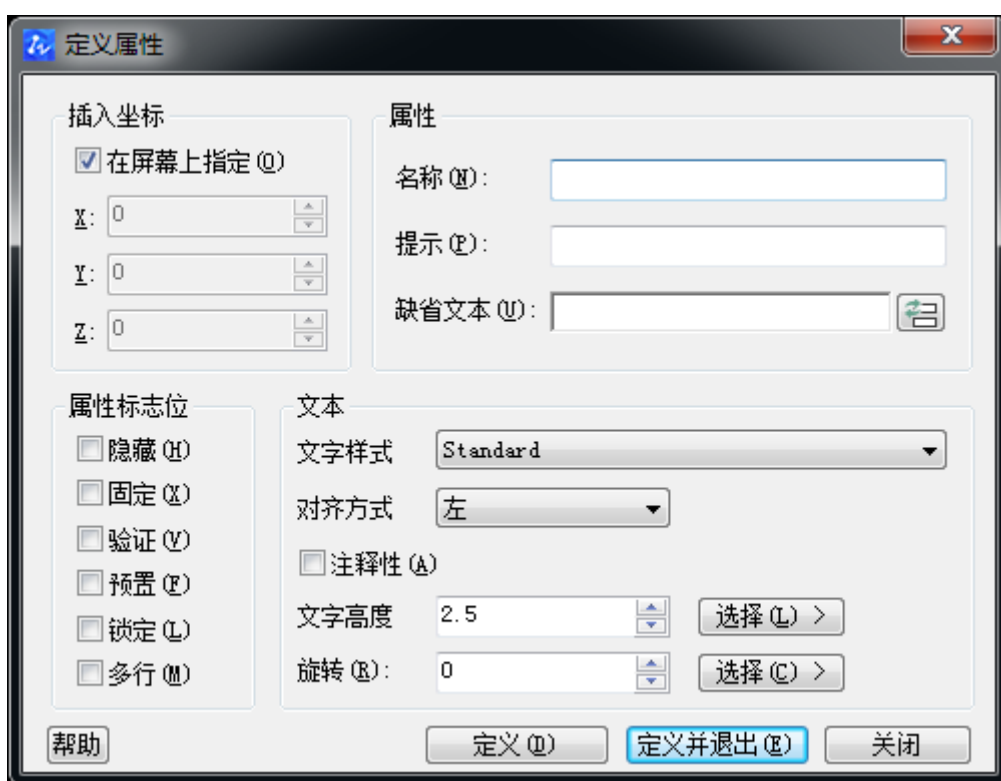 定义属性
插入坐标
在屏幕上指定(O)
X: 0
Y: 0
Z: 0
属性
名称(N):
提示(P):
缺省文本(U):
属性标志位
隐藏(H)
固定(X)
验证(V)
预置(F)
锁定(L)
多行(M)
文本
文字样式 Standard
对齐方式 左
注释性(A)
文字高度 2.5 选择(L) >
旋转(R): 0 选择(C) >
帮助 定义(D) 定义并退出(E) 关闭